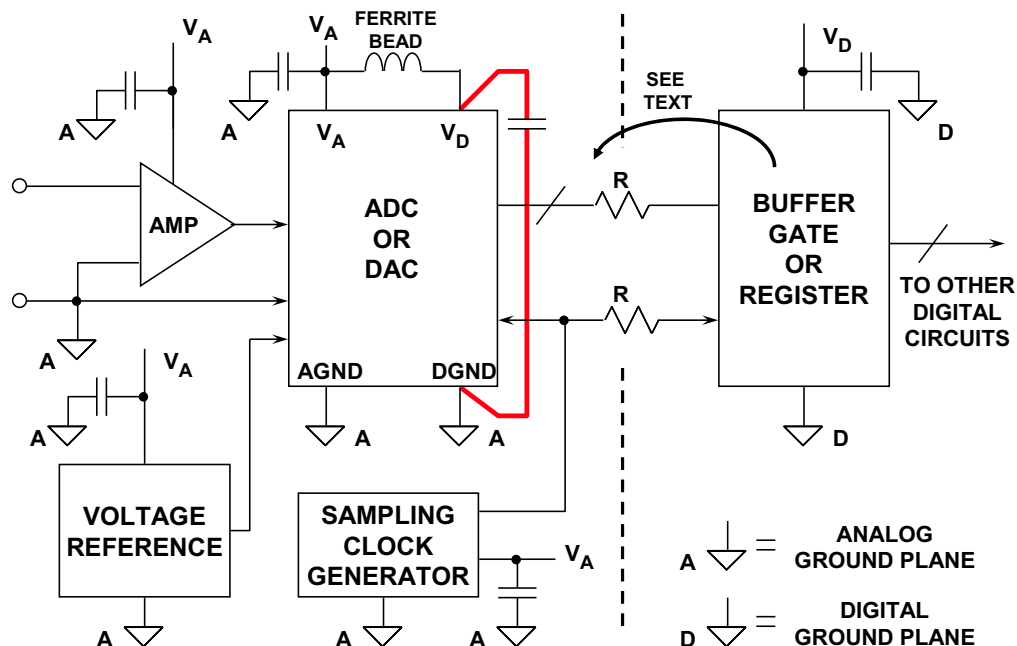 VA
VA
FERRITE
BEAD
VD
SEE
TEXT
A
A
D
VA
VD
AMP
ADC
OR
DAC
R
BUFFER
GATE
OR
REGISTER
R
TO OTHER
DIGITAL
CIRCUITS
A
VA
AGND
DGND
A
A
A
D
VOLTAGE
REFERENCE
SAMPLING
CLOCK
GENERATOR
VA
A
A
A
A = ANALOG
GROUND PLANE
D = DIGITAL
GROUND PLANE